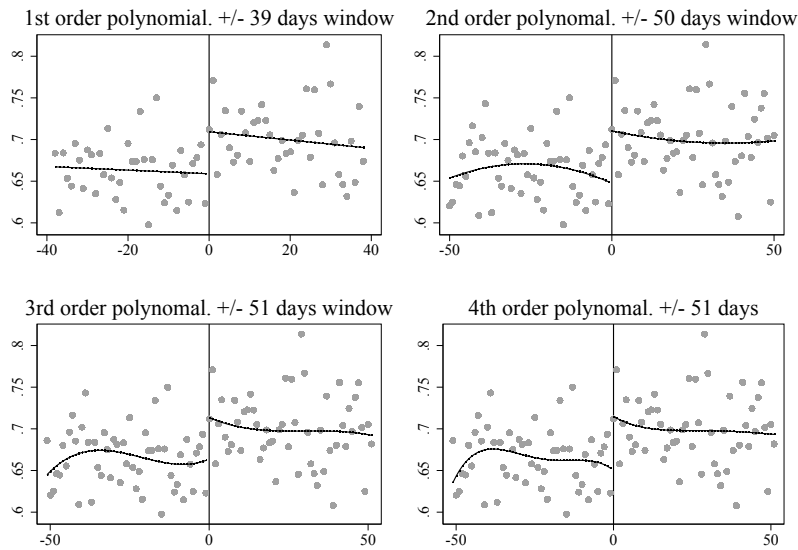 1st order polynomial. +/- 39 days window
2nd order polynomal. +/- 50 days window
.8
.75
.7
.65
.6
-40 -20 0 20 40
.8
.75
.7
.65
.6
-50 0 50
3rd order polynomal. +/- 51 days window
4th order polynomal. +/- 51 days
.8
.75
.7
.65
.6
-50 0 50
.8
.75
.7
.65
.6
-50 0 50